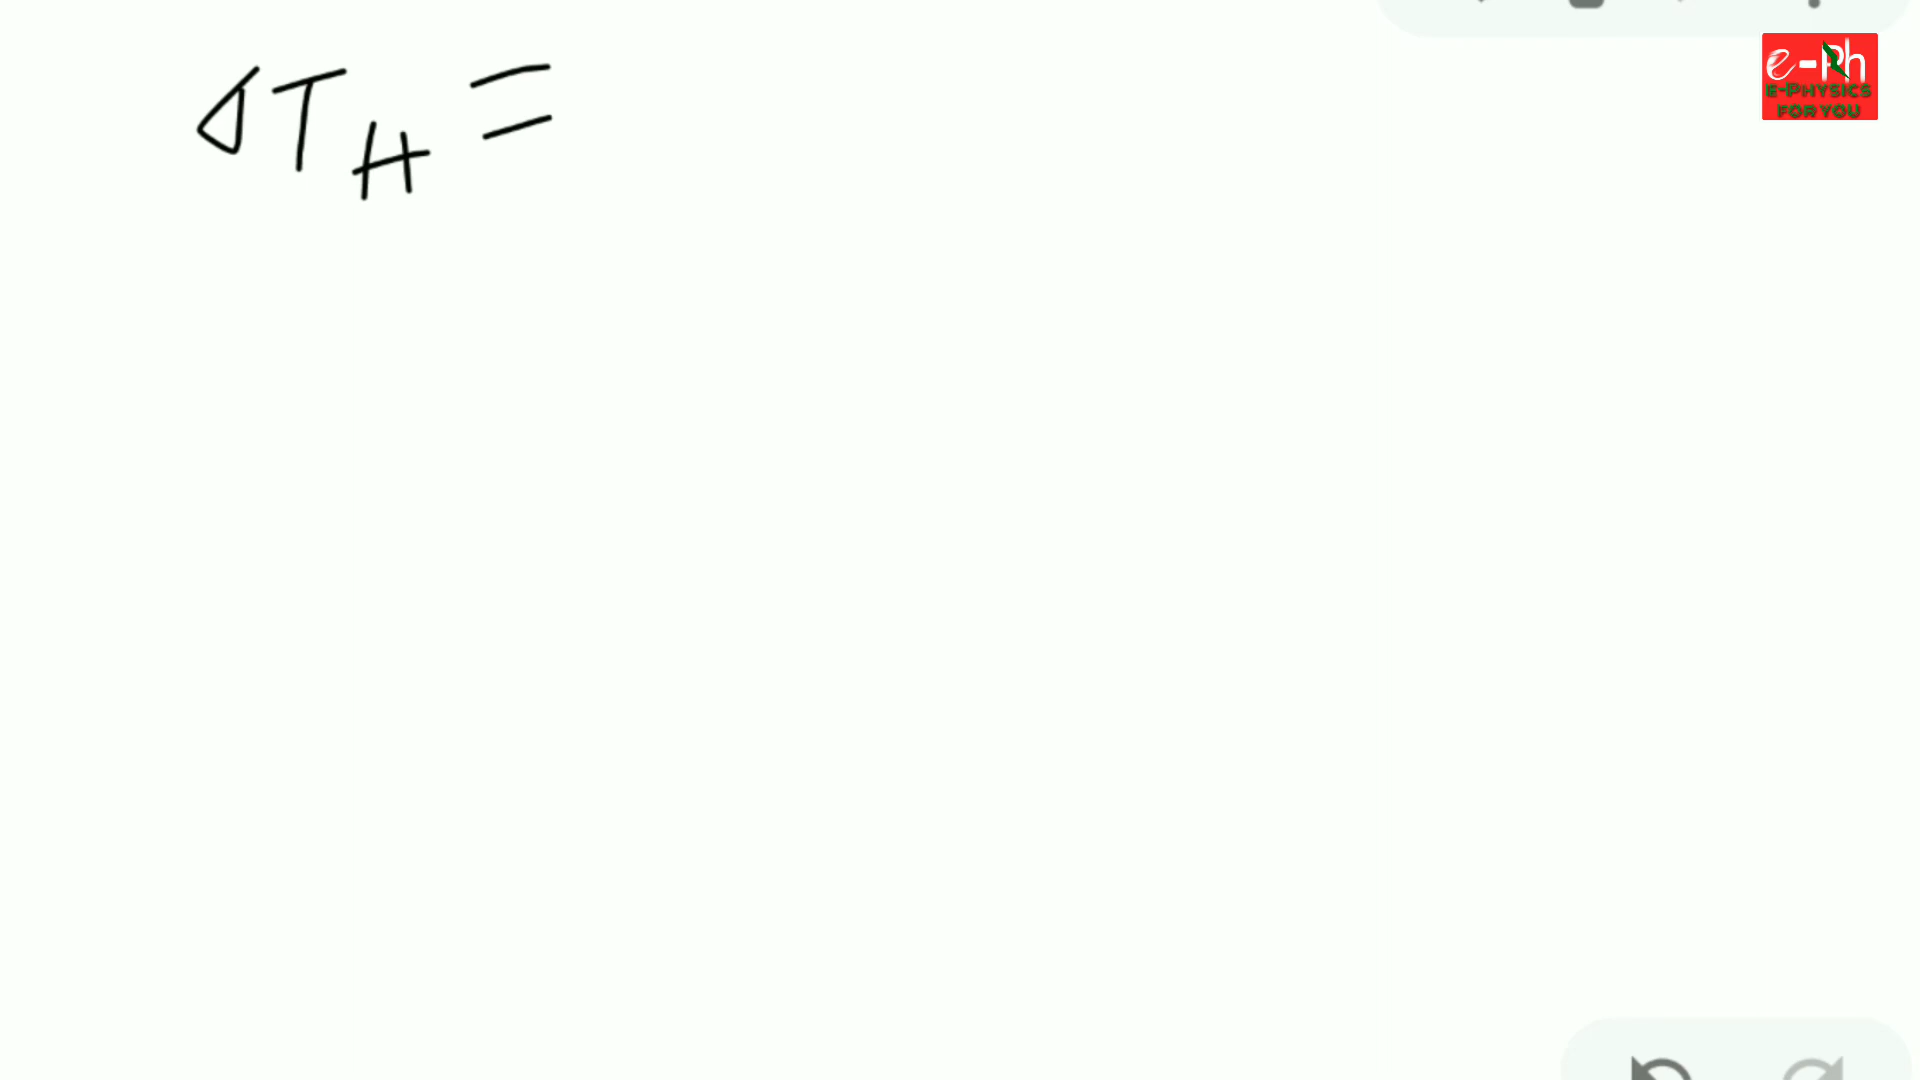 ΔT_H =
e-Ph
E-PHYSICS
FOR YOU